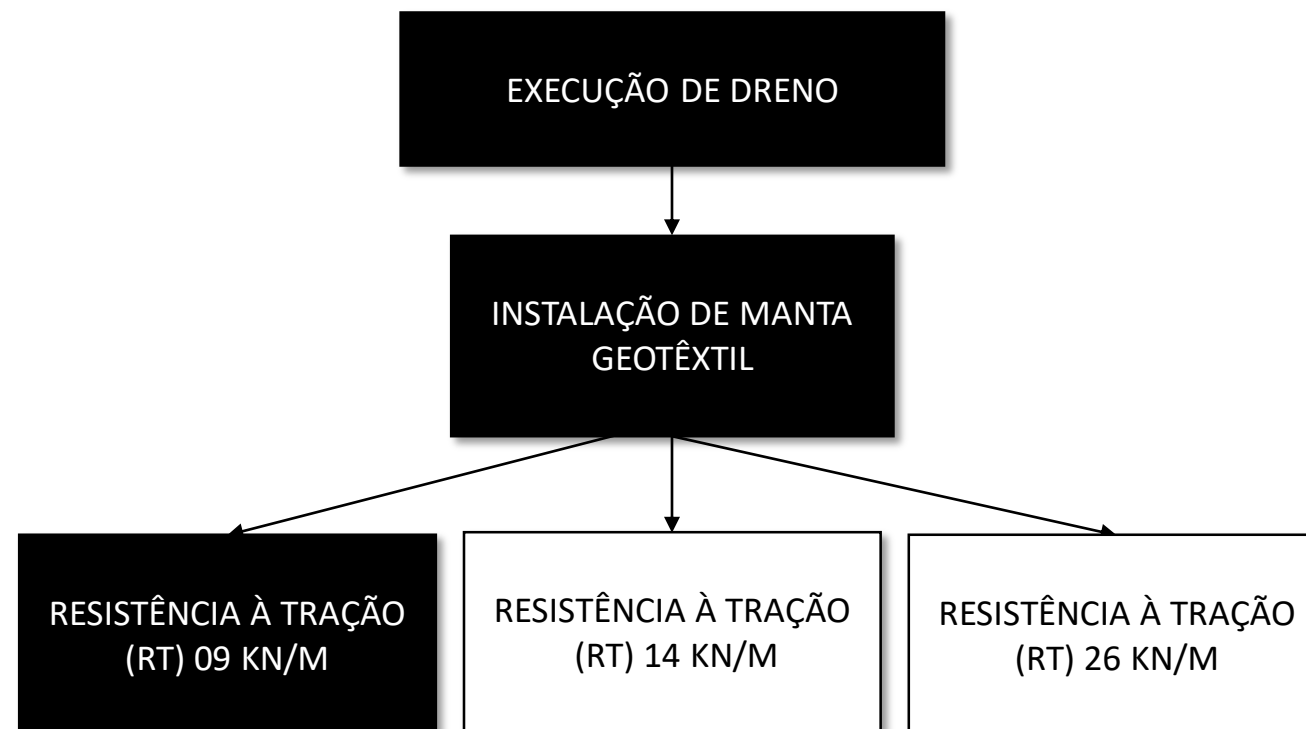 EXECUÇÃO DE DRENO
INSTALAÇÃO DE MANTA
GEOTÊXTIL
RESISTÊNCIA À TRAÇÃO
(RT) 09 KN/M
RESISTÊNCIA À TRAÇÃO
(RT) 14 KN/M
RESISTÊNCIA À TRAÇÃO
(RT) 26 KN/M